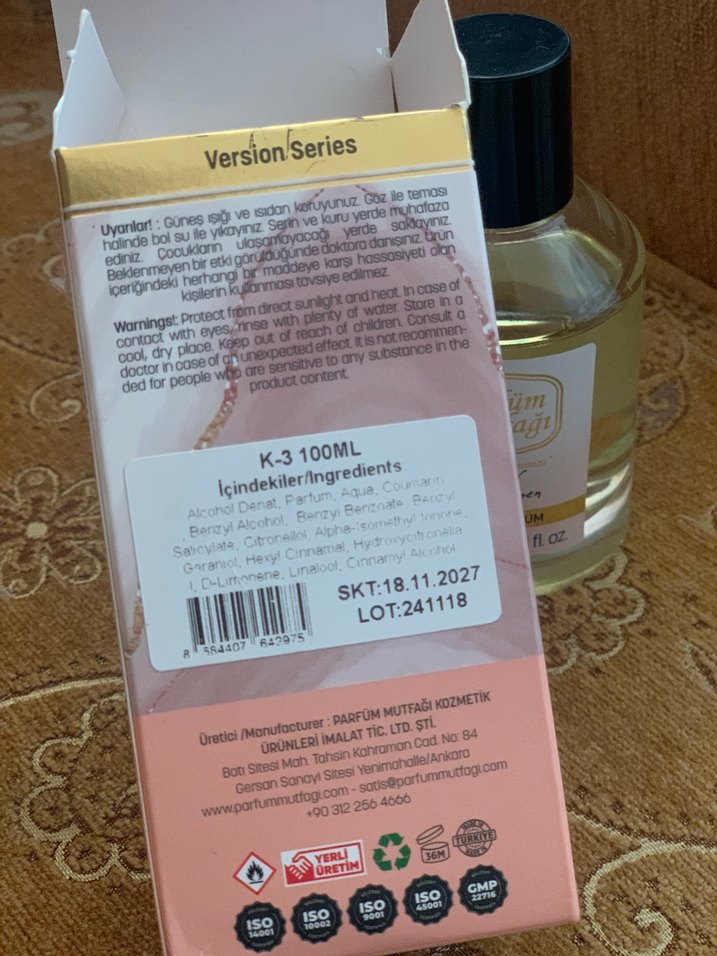 Version Series
Uyarılar! : Güneş ışığı ve ısıdan koruyunuz. Göz ile teması
halinde bol su ile yıkayınız. Serin ve kuru yerde muhafaza
ediniz. Çocukların ulaşamayacağı yerde saklayınız.
Beklenmeyen bir etki görüldüğünde doktora danışınız. Ürün
içeriğindeki herhangi bir maddeye karşı hassasiyeti olan
kişilerin kullanması tavsiye edilmez.
Warnings!: Protect from direct sunlight and heat. In case of
contact with eyes, rinse with plenty of water. Store in a
cool, dry place. Keep out of reach of children. Consult a
doctor in case of an unexpected effect. It is not recommen-
ded for people who are sensitive to any substance in the
product content.
K-3 100ML
İçindekiler/Ingredients
Alcohol Denat, Parfum, Aqua, Coumarin
, Benzyl Alcohol, Benzyl Benzoate, Benzyl
Salicylate, Citronellol, Alpha-Isomethyl Ionone,
Geraniol, Hexyl Cinnamal, Hydroxycitronella
l, D-Limonene, Linalool, Cinnamyl Alcohol
SKT:18.11.2027
LOT:241118
8 684407 642975
Üretici /Manufacturer : PARFÜM MUTFAĞI KOZMETİK
ÜRÜNLERİ İMALAT TİC. LTD. ŞTİ.
Batı Sitesi Mah. Tahsin Kahraman Cad. No: 84
Gersan Sanayi Sitesi Yenimahalle/Ankara
www.parfummutfagi.com - satis@parfummutfagi.com
+90 312 256 4666
YERLİ
ÜRETİM
36M
TÜRKİYE
ISO
14001
ISO
10002
ISO
9001
ISO
45001
GMP
22716
fl. oz.